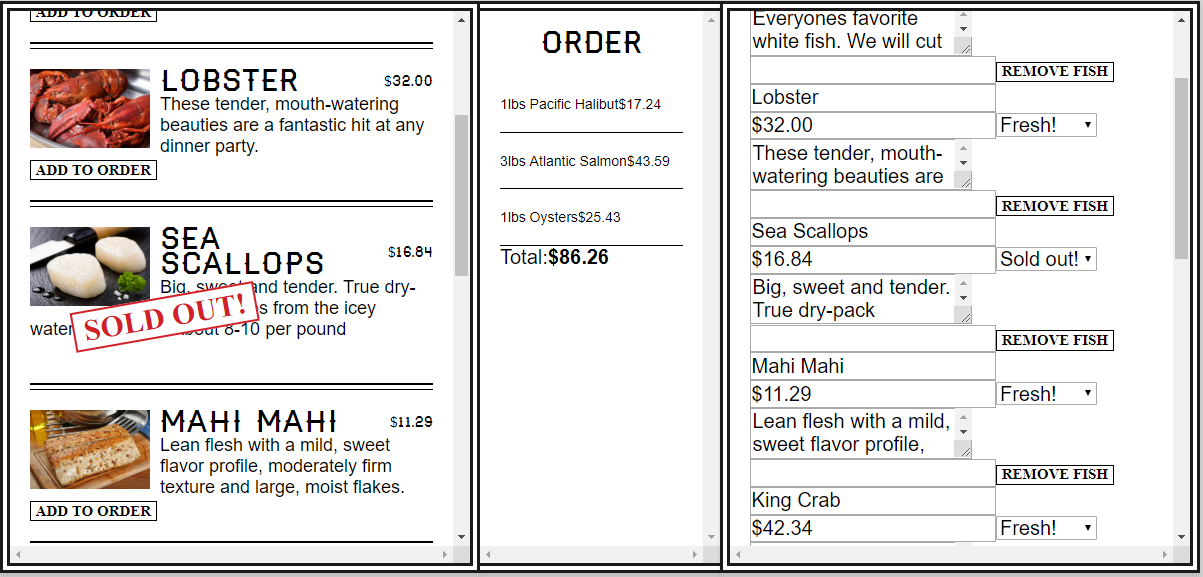 ADD TO ORDER
LOBSTER
$32.00
These tender, mouth-watering
beauties are a fantastic hit at any
dinner party.
ADD TO ORDER
SEA
SCALLOPS
$16.84
Big, sweet and tender. True dry-
s from the icey
water
about 8-10 per pound
SOLD OUT!
MAHI MAHI
$11.29
Lean flesh with a mild, sweet
flavor profile, moderately firm
texture and large, moist flakes.
ADD TO ORDER
ORDER
1lbs Pacific Halibut$17.24
3lbs Atlantic Salmon$43.59
1lbs Oysters$25.43
Total:$86.26
Everyones favorite
white fish. We will cut
REMOVE FISH
Lobster
$32.00 Fresh!
These tender, mouth-
watering beauties are
REMOVE FISH
Sea Scallops
$16.84 Sold out!
Big, sweet and tender.
True dry-pack
REMOVE FISH
Mahi Mahi
$11.29 Fresh!
Lean flesh with a mild,
sweet flavor profile,
REMOVE FISH
King Crab
$42.34 Fresh!